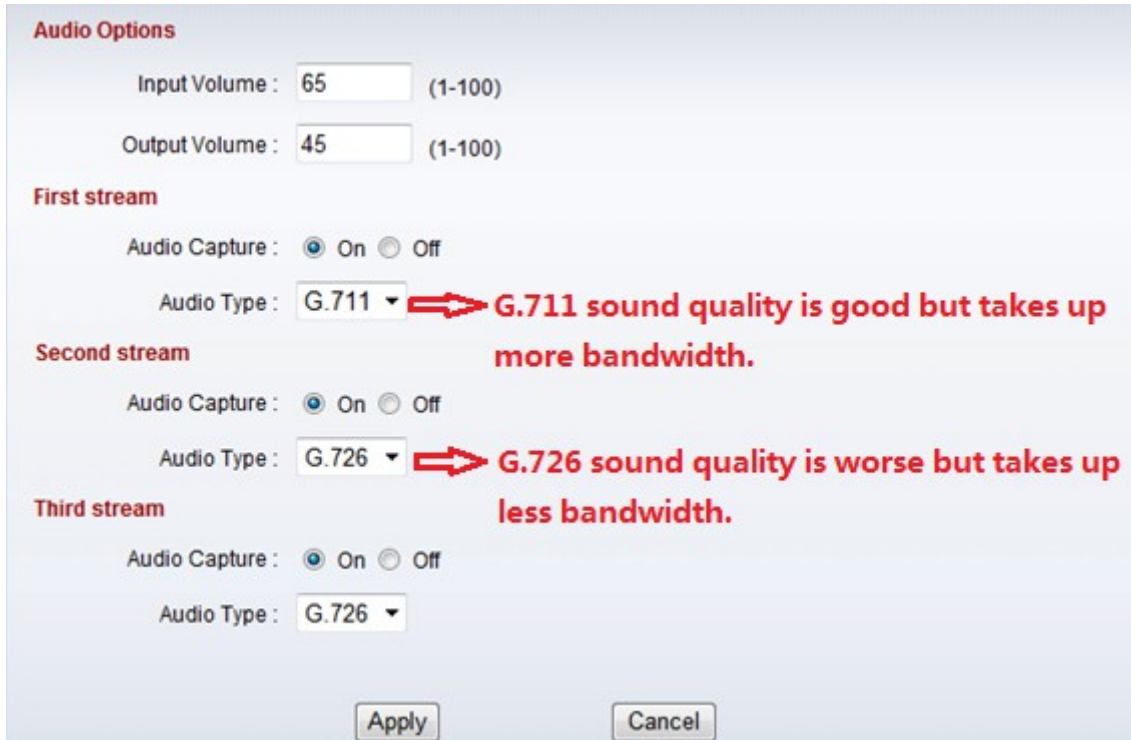 Audio Options
Input Volume : 65 (1-100)
Output Volume : 45 (1-100)
First stream
Audio Capture : On Off
Audio Type : G.711 G.711 sound quality is good but takes up
more bandwidth.
Second stream
Audio Capture : On Off
Audio Type : G.726 G.726 sound quality is worse but takes up
less bandwidth.
Third stream
Audio Capture : On Off
Audio Type : G.726
Apply Cancel